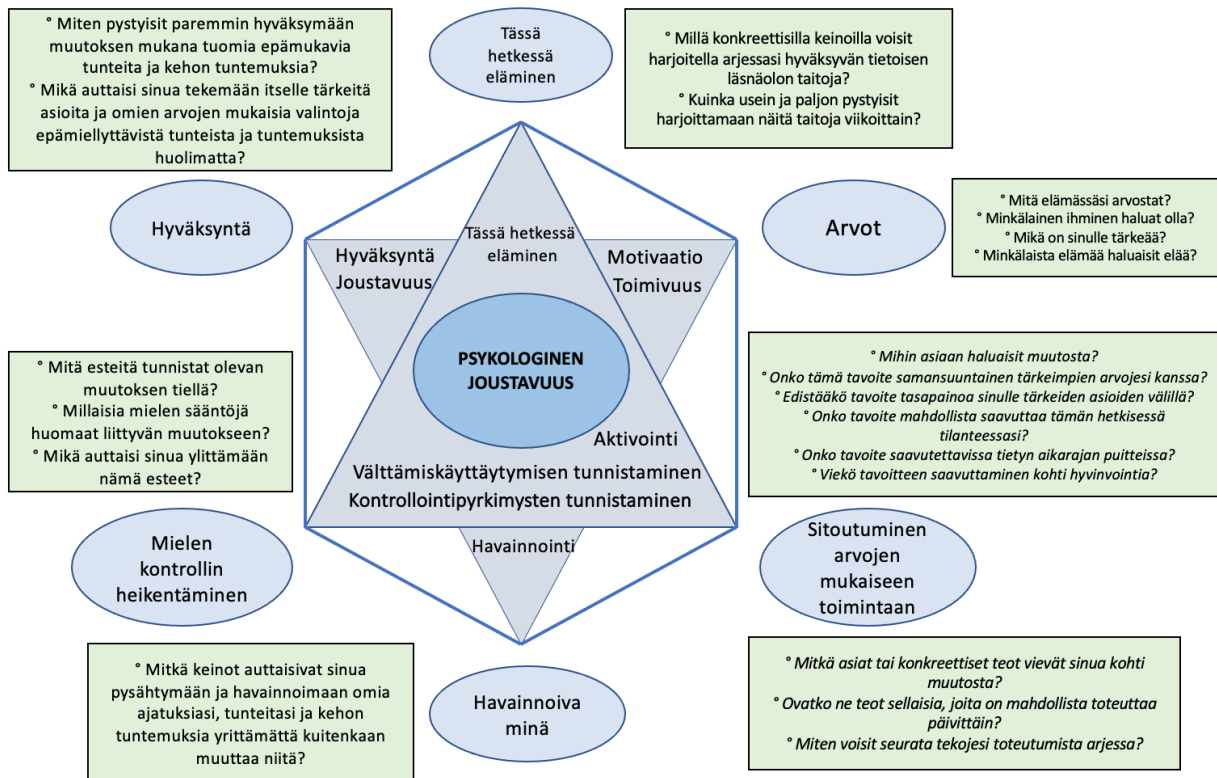 ° Miten pystyisit paremmin hyväksymään
muutoksen mukana tuomia epämukavia
tunteita ja kehon tuntemuksia?
° Mikä auttaisi sinua tekemään itselle tärkeitä
asioita ja omien arvojen mukaisia valintoja
epämiellyttävistä tunteista ja tuntemuksista
huolimatta?
Tässä
hetkessä
eläminen
° Millä konkreettisilla keinoilla voisit
harjoitella arjessasi hyväksyvän tietoisen
läsnäolon taitoja?
° Kuinka usein ja paljon pystyisit
harjoittamaan näitä taitoja viikoittain?
Hyväksyntä
Arvot
° Mitä elämässäsi arvostat?
° Minkälainen ihminen haluat olla?
° Mikä on sinulle tärkeää?
° Minkälaista elämää haluaisit elää?
Hyväksyntä
Joustavuus
Tässä hetkessä
eläminen
Motivaatio
Toimivuus
PSYKOLOGINEN
JOUSTAVUUS
Aktivointi
Välttämiskäyttäytymisen tunnistaminen
Kontrollointipyrkimysten tunnistaminen
Havainnointi
° Mitä esteitä tunnistat olevan
muutoksen tiellä?
° Millaisia mielen sääntöjä
huomaat liittyvän muutokseen?
° Mikä auttaisi sinua ylittämään
nämä esteet?
° Mihin asiaan haluaisit muutosta?
° Onko tämä tavoite samansuuntainen tärkeimpien arvojesi kanssa?
° Edistääkö tavoite tasapainoa sinulle tärkeiden asioiden välillä?
° Onko tavoite mahdollista saavuttaa tämän hetkisessä
tilanteessasi?
° Onko tavoite saavutettavissa tietyn aikarajan puitteissa?
° Viekö tavoitteen saavuttaminen kohti hyvinvointia?
Mielen
kontrollin
heikentäminen
Sitoutuminen
arvojen
mukaiseen
toimintaan
° Mitkä keinot auttaisivat sinua
pysähtymään ja havainnoimaan omia
ajatuksiasi, tunteitasi ja kehon
tuntemuksia yrittämättä kuitenkaan
muuttaa niitä?
Havainnoiva
minä
° Mitkä asiat tai konkreettiset teot vievät sinua kohti
muutosta?
° Ovatko ne teot sellaisia, joita on mahdollista toteuttaa
päivittäin?
° Miten voisit seurata tekojesi toteutumista arjessa?